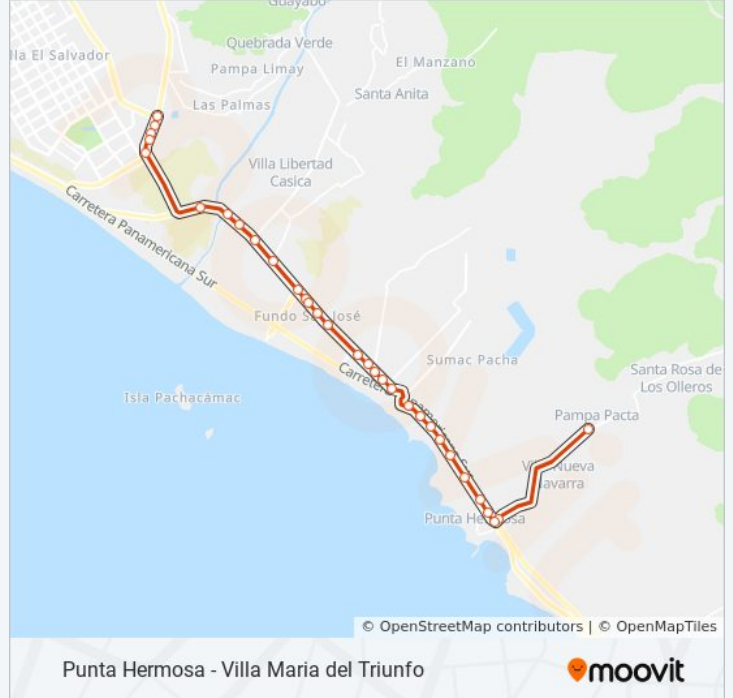 Guayabo
lla El Salvador
Quebrada Verde
Pampa Limay
El Manzano
Santa Anita
Las Palmas
Villa Libertad
Casica
Carretera Panamericana Sur
Fundo San José
Sumac Pacha
Santa Rosa de
Los Olleros
Isla Pachacámac
Pampa Pacta
Nueva
Navarra
Punta Hermosa
© OpenStreetMap contributors | © OpenMapTiles
Punta Hermosa - Villa Maria del Triunfo
moovit